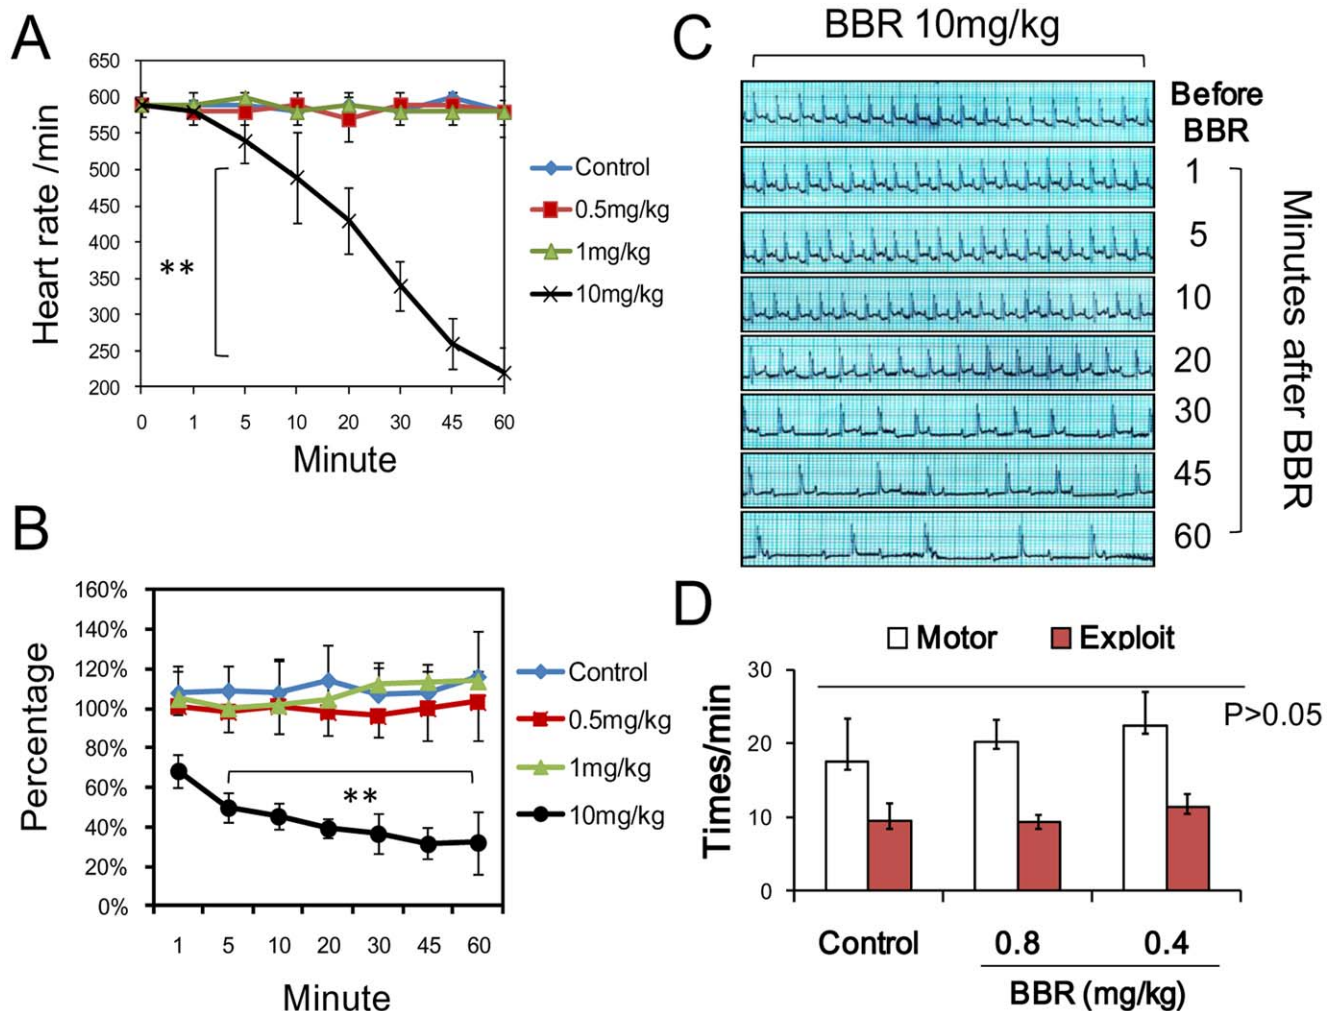 A
Heart rate /min
650
600
550
500
450
400
350
300
250
200
**
0 1 5 10 20 30 45 60
Minute
Control
0.5mg/kg
1mg/kg
10mg/kg
B
Percentage
160%
140%
120%
100%
80%
60%
40%
20%
0%
**
1 5 10 20 30 45 60
Minute
Control
0.5mg/kg
1mg/kg
10mg/kg
C
BBR 10mg/kg
Before
BBR
1
5
10
20
30
45
60
Minutes after BBR
D
Motor Exploit
Times/min
30
20
10
0
P>0.05
Control 0.8 0.4
BBR (mg/kg)